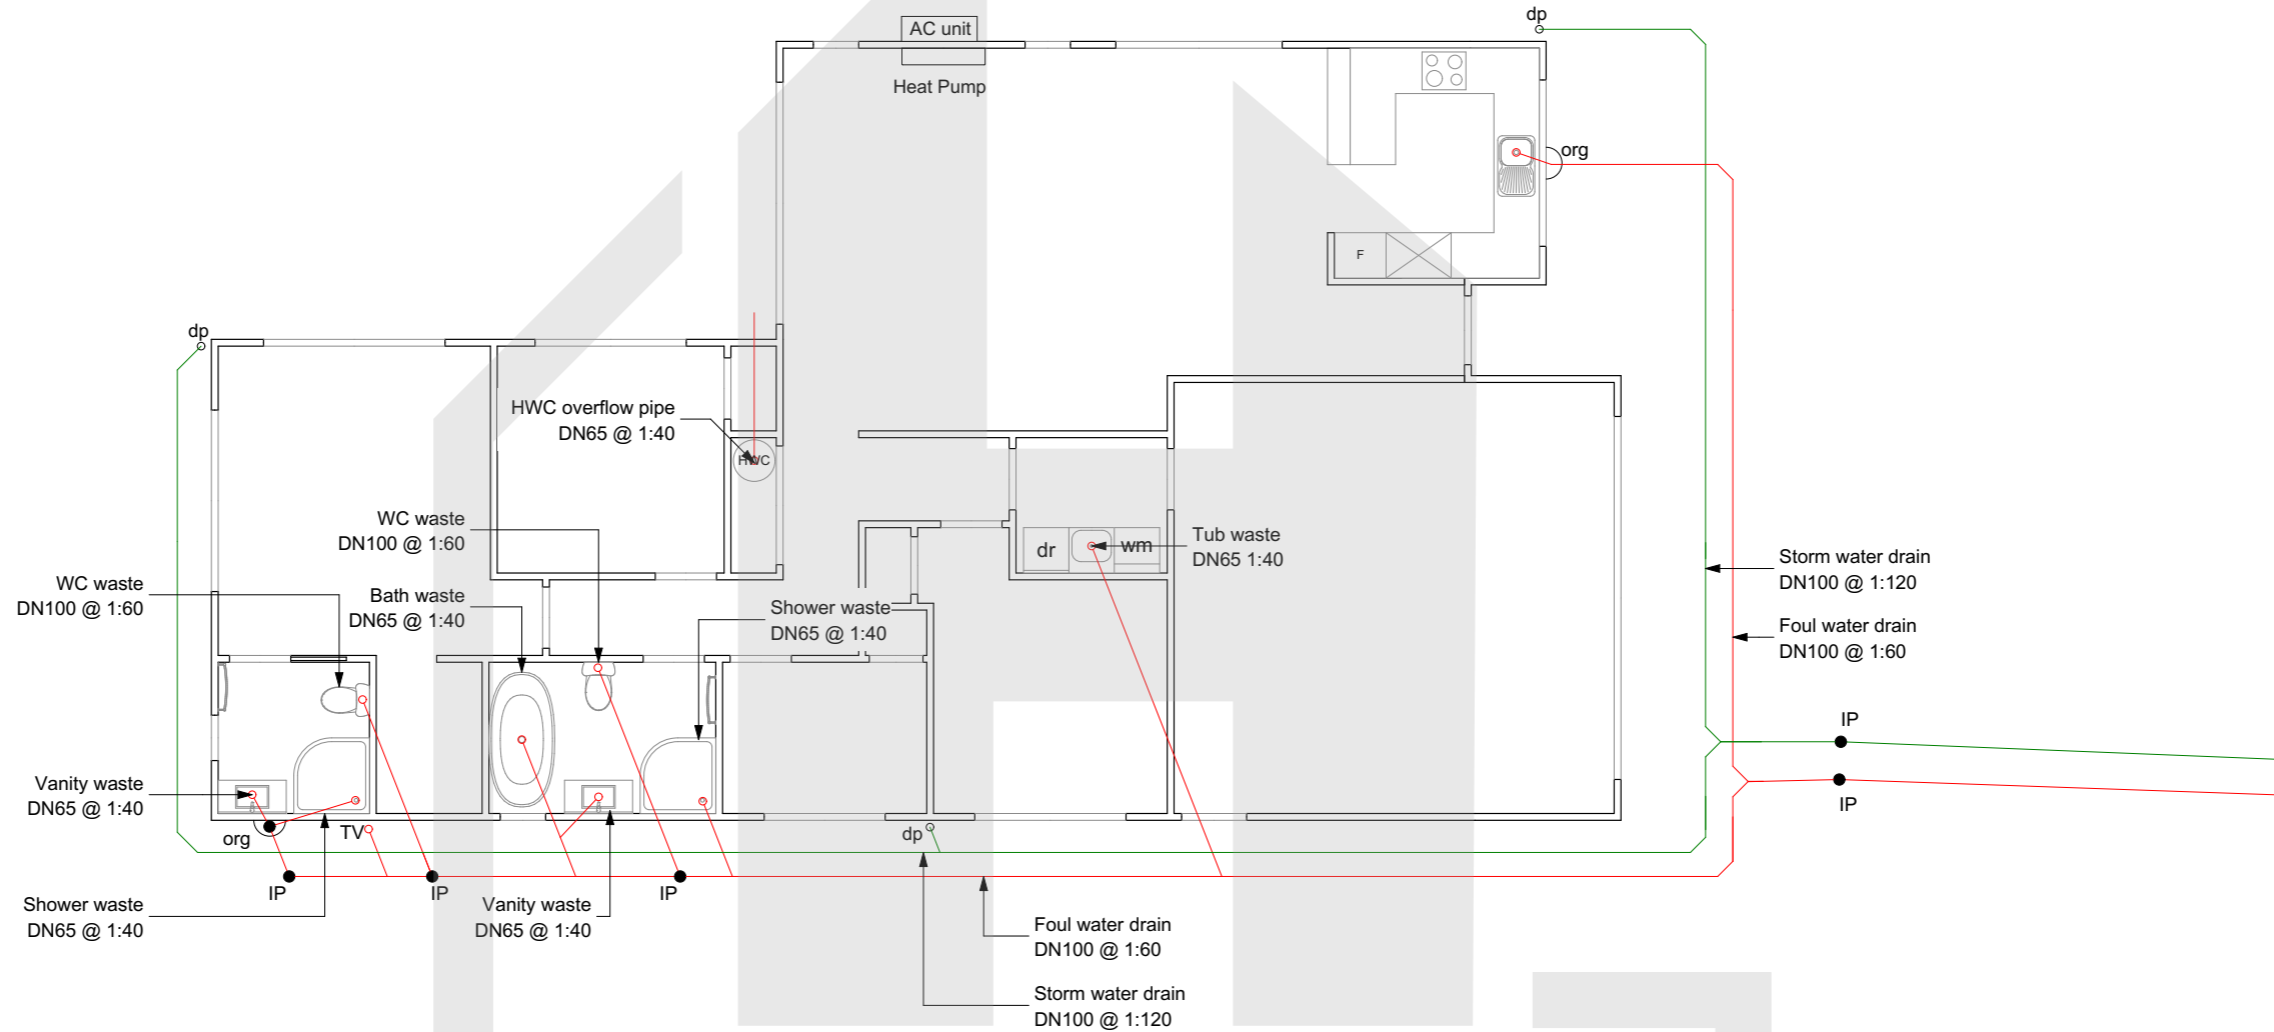 AC unit
Heat Pump
dp
org
F
dp
HWC overflow pipe
DN65 @ 1:40
HWC
WC waste
DN100 @ 1:60
Tub waste
DN65 1:40
dr
wm
WC waste
DN100 @ 1:60
Bath waste
DN65 @ 1:40
Shower waste
DN65 @ 1:40
Storm water drain
DN100 @ 1:120
Foul water drain
DN100 @ 1:60
IP
IP
Vanity waste
DN65 @ 1:40
org
TV
dp
IP
IP
IP
Shower waste
DN65 @ 1:40
Vanity waste
DN65 @ 1:40
Foul water drain
DN100 @ 1:60
Storm water drain
DN100 @ 1:120